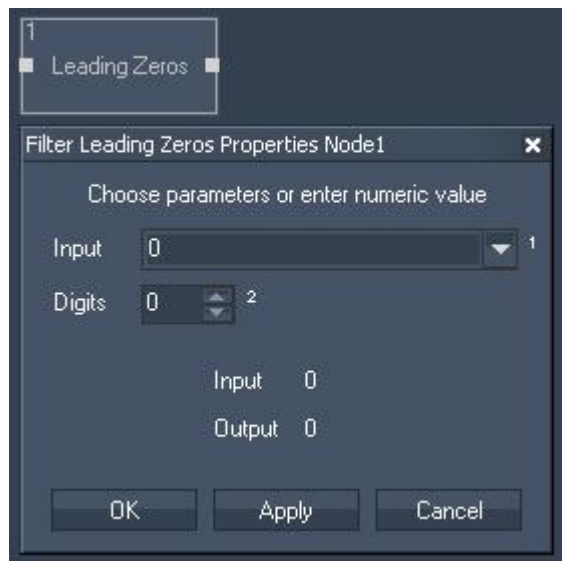 1
Leading Zeros
Filter Leading Zeros Properties Node1
Choose parameters or enter numeric value
Input 0 1
Digits 0 2
Input 0
Output 0
OK Apply Cancel